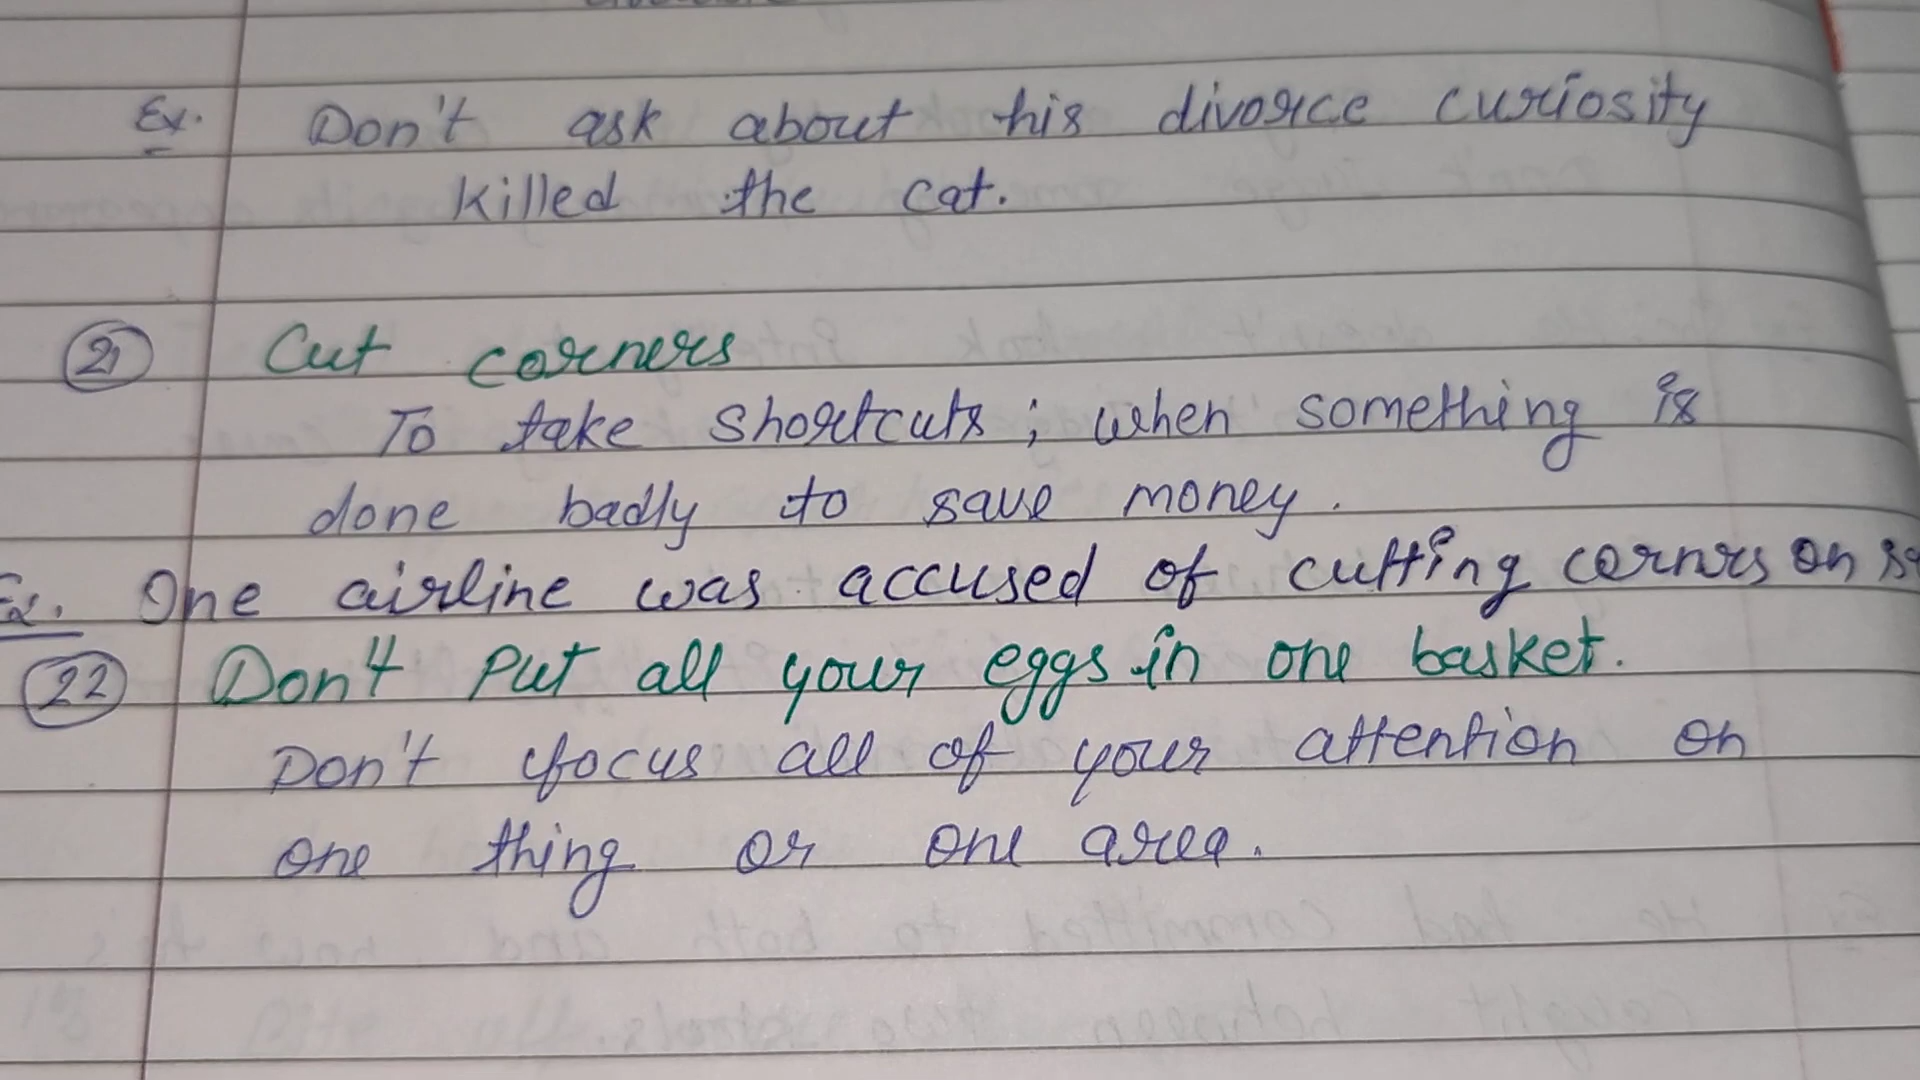 Ex. Don't ask about his divorce curiosity
killed the cat.
21 Cut corners
To take shortcuts; when something is
done badly to save money.
Ex. One airline was accused of cutting corners on
22 Don't Put all your eggs in one basket.
Don't focus all of your attention on
one thing or one area.